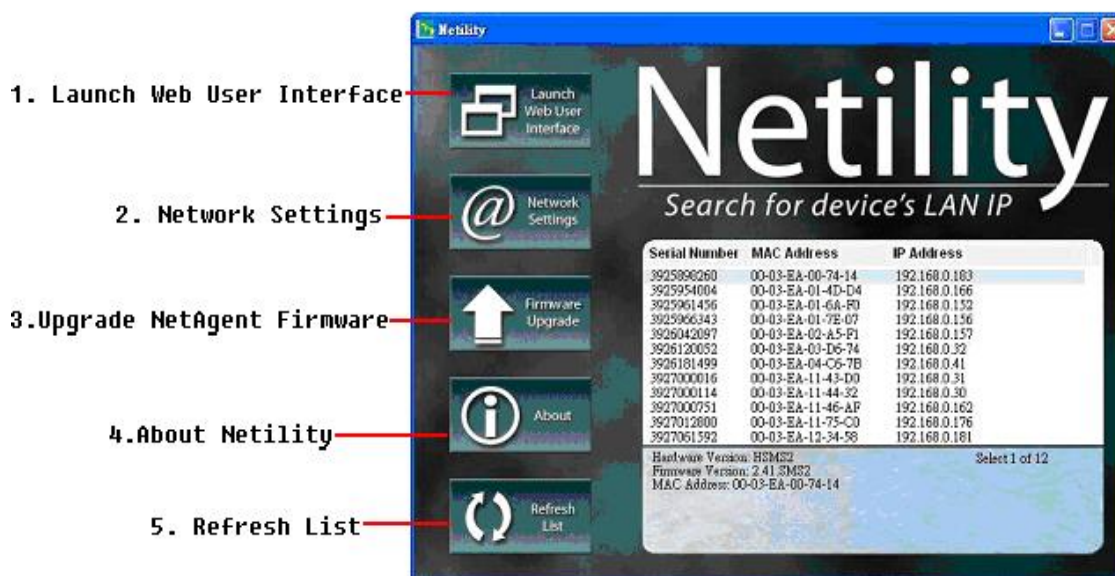 Netility
1. Launch Web User Interface
2. Network Settings
3.Upgrade NetAgent Firmware
4.About Netility
5. Refresh List
Launch
Web User
Interface
@ Network
Settings
Firmware
Upgrade
About
Refresh
List
Netility
Search for device's LAN IP
Serial Number MAC Address IP Address
3925898260 00-03-EA-00-74-14 192.168.0.183
3925954004 00-03-EA-01-4D-D4 192.168.0.166
3925961456 00-03-EA-01-6A-F0 192.168.0.152
3925966343 00-03-EA-01-7E-07 192.168.0.156
3926042097 00-03-EA-02-A5-F1 192.168.0.157
3926120052 00-03-EA-03-D6-74 192.168.0.32
3926181499 00-03-EA-04-C6-7B 192.168.0.41
3927000016 00-03-EA-11-43-D0 192.168.0.31
3927000114 00-03-EA-11-44-32 192.168.0.30
3927000751 00-03-EA-11-46-AF 192.168.0.162
3927012800 00-03-EA-11-75-C0 192.168.0.176
3927061592 00-03-EA-12-34-58 192.168.0.181
Hardware Version: HSMS2 Select 1 of 12
Firmware Version: 2.41.SMS2
MAC Address: 00-03-EA-00-74-14